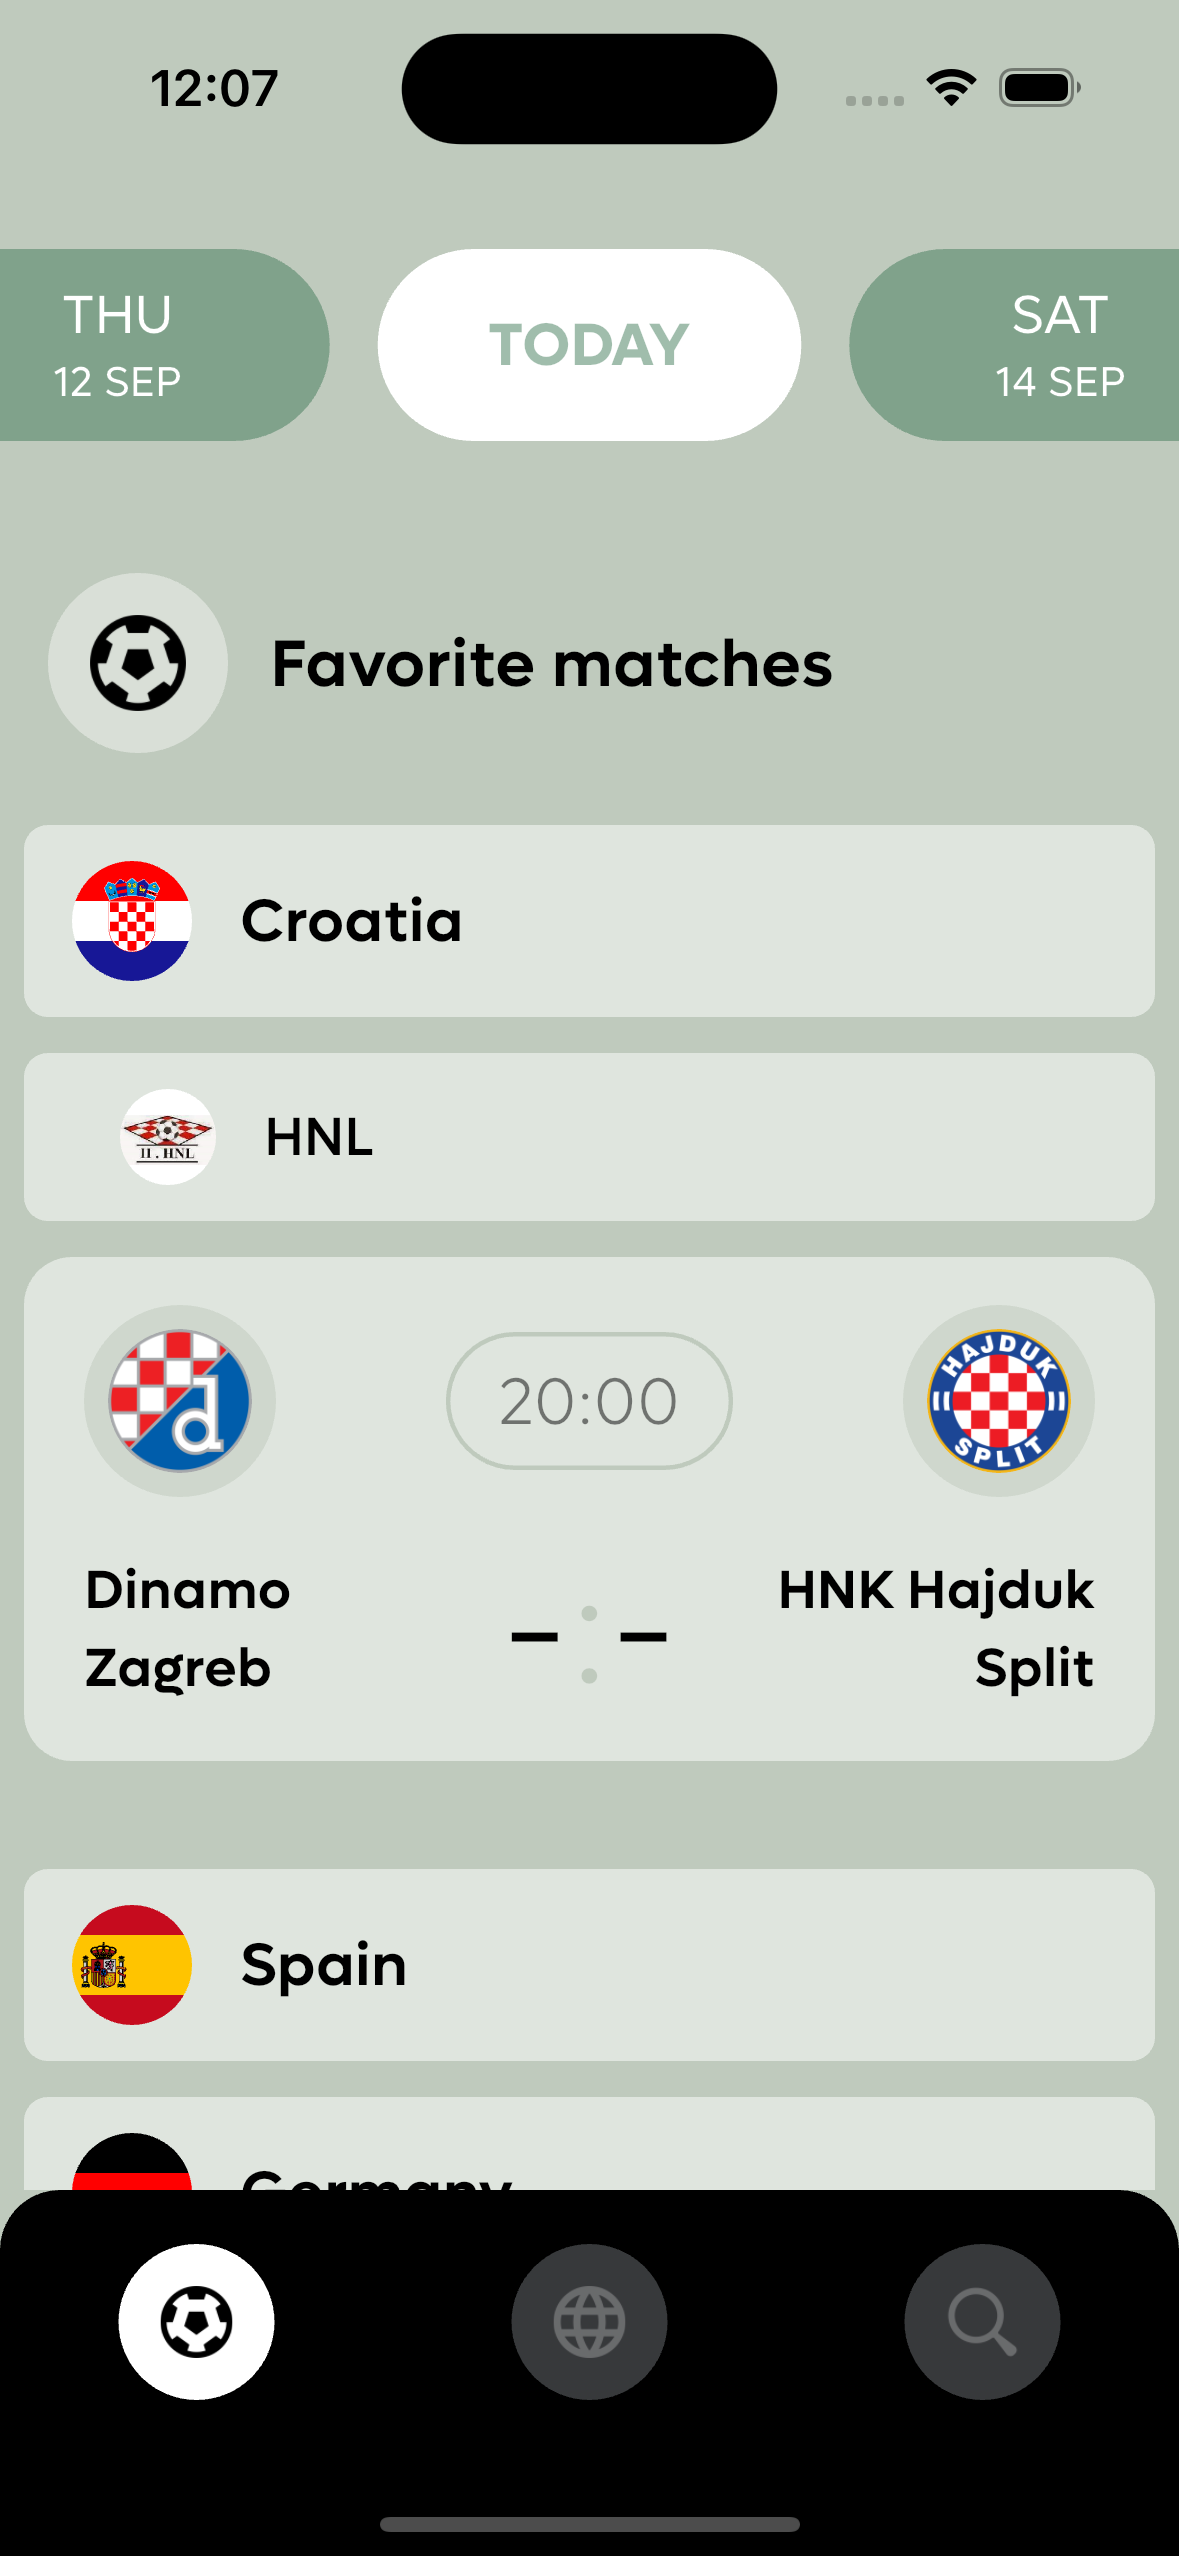 12:07
THU
12 SEP
TODAY
SAT
14 SEP
Favorite matches
Croatia
II. HNL
HNL
d
20:00
HAJDUK
SPLIT
Dinamo
Zagreb
- : -
HNK Hajduk
Split
Spain
Germany